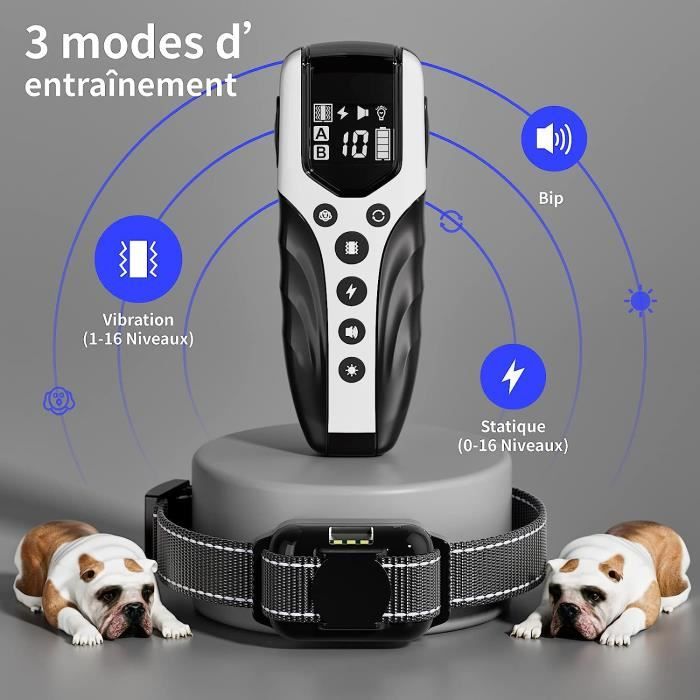 3 modes d’
entraînement
A
B
10
Bip
Vibration
(1-16 Niveaux)
Statique
(0-16 Niveaux)